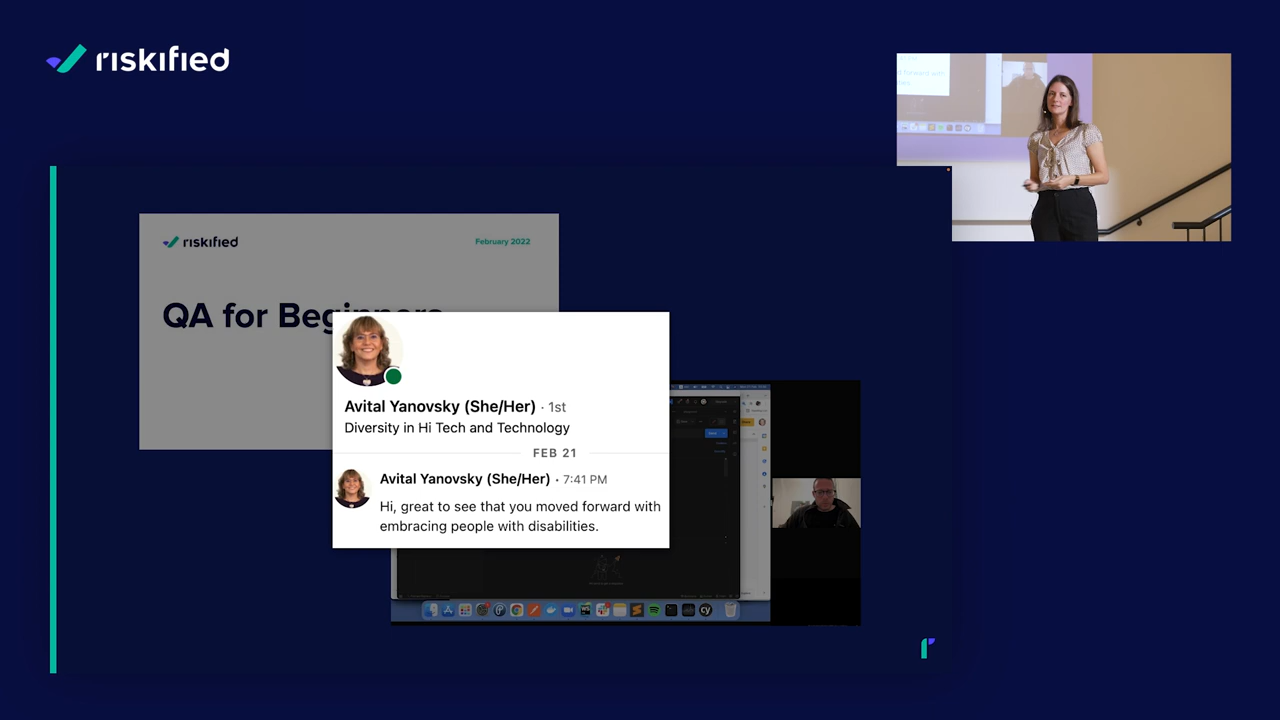 riskified
riskified
February 2022
QA for Beginners
Avital Yanovsky (She/Her) · 1st
Diversity in Hi Tech and Technology
FEB 21
Avital Yanovsky (She/Her) • 7:41 PM
Hi, great to see that you moved forward with
embracing people with disabilities.